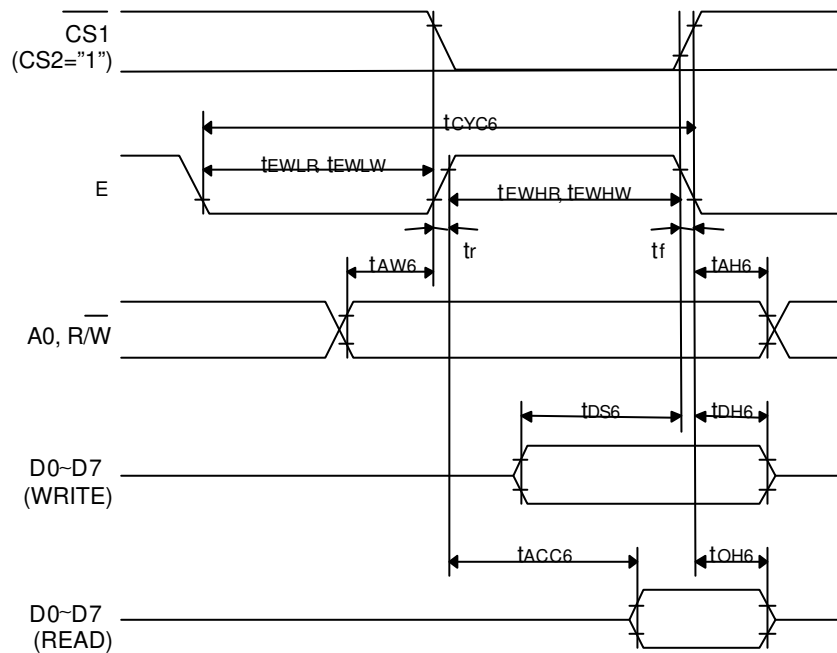 CS1
(CS2="1")
tCYC6
tEWLR, tEWLW
E
tEWHR, tEWHW
tr
tf
tAW6
tAH6
A0, R/W
tDS6
tDH6
D0~D7
(WRITE)
tACC6
tOH6
D0~D7
(READ)